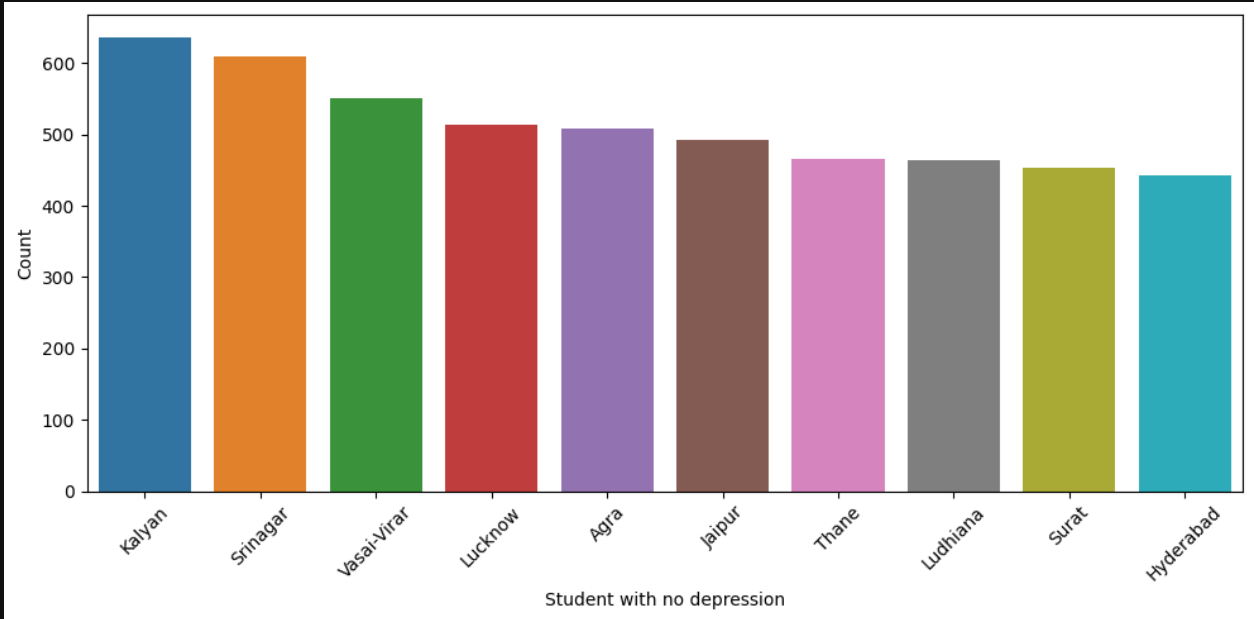 600
500
400
300
200
100
0
Count
Kalyan
Srinagar
Vasai-Virar
Lucknow
Agra
Jaipur
Thane
Ludhiana
Surat
Hyderabad
Student with no depression